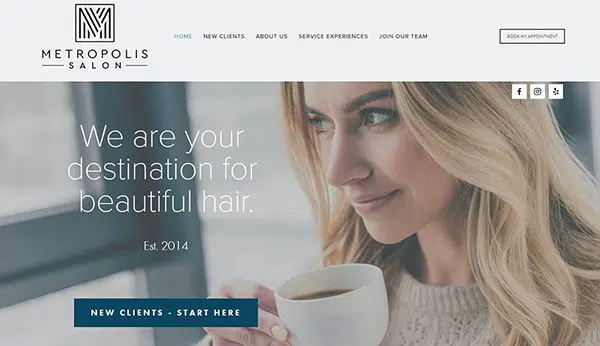 METROPOLIS
SALON
HOME NEW CLIENTS ABOUT US SERVICE EXPERIENCES JOIN OUR TEAM
BOOK MY APPOINTMENT
We are your
destination for
beautiful hair.
Est. 2014
NEW CLIENTS - START HERE